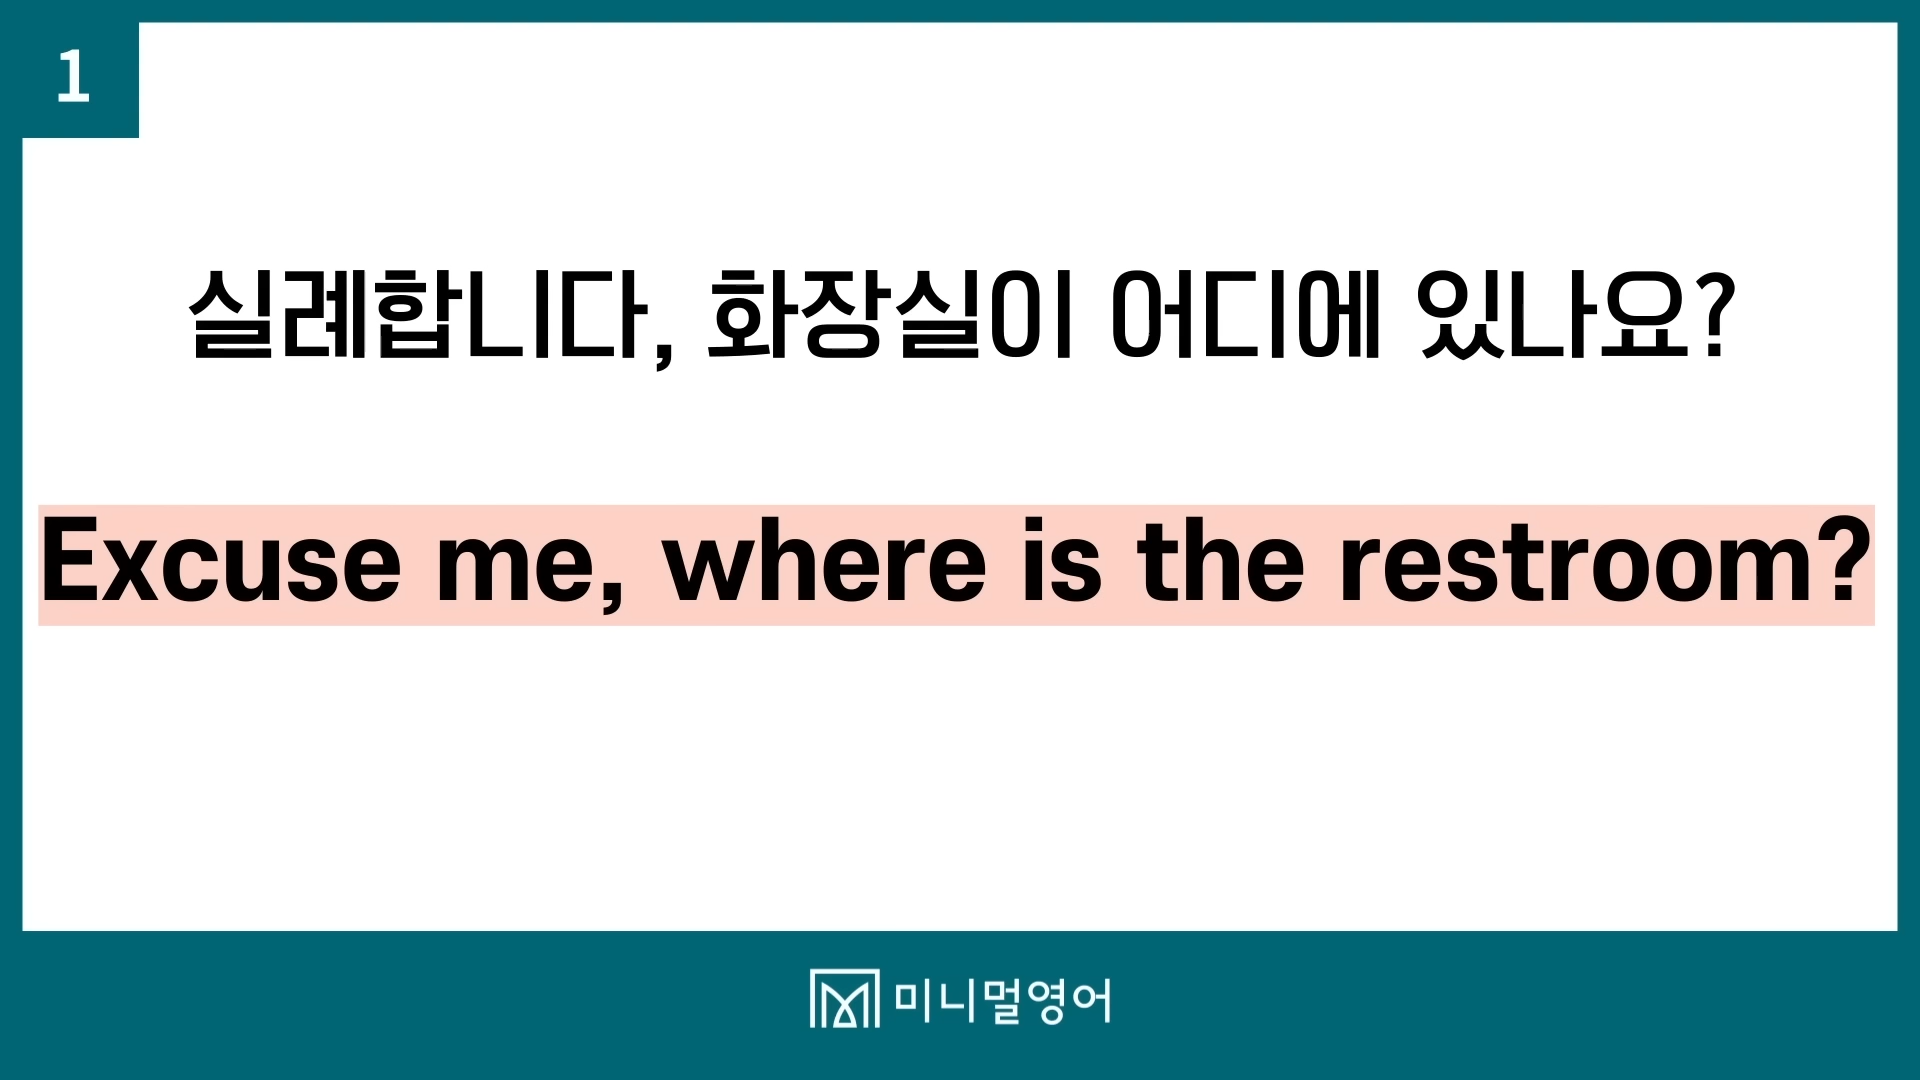 1
실례합니다, 화장실이 어디에 있나요?
Excuse me, where is the restroom?
미니멀영어